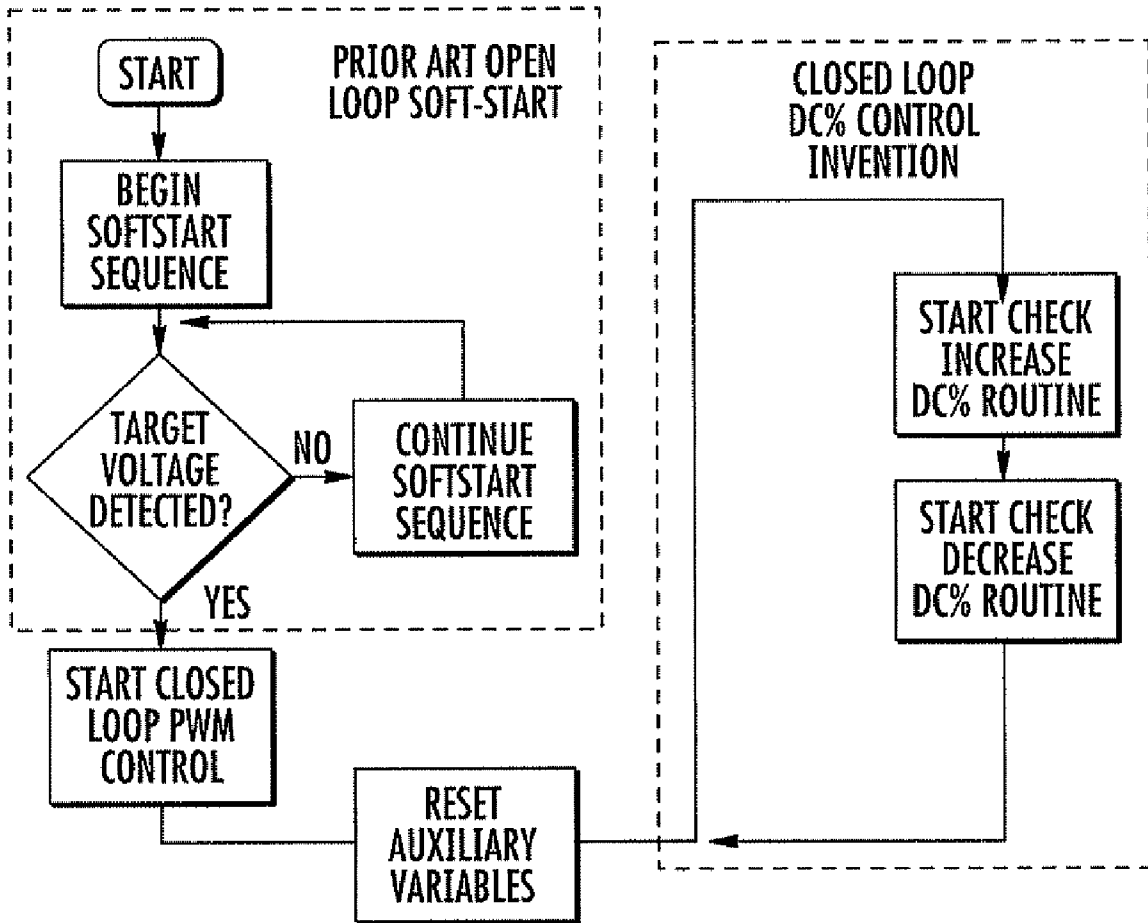 START
PRIOR ART OPEN
LOOP SOFT-START
BEGIN
SOFTSTART
SEQUENCE
TARGET
VOLTAGE
DETECTED?
NO
CONTINUE
SOFTSTART
SEQUENCE
YES
START CLOSED
LOOP PWM
CONTROL
RESET
AUXILIARY
VARIABLES
CLOSED LOOP
DC% CONTROL
INVENTION
START CHECK
INCREASE
DC% ROUTINE
START CHECK
DECREASE
DC% ROUTINE